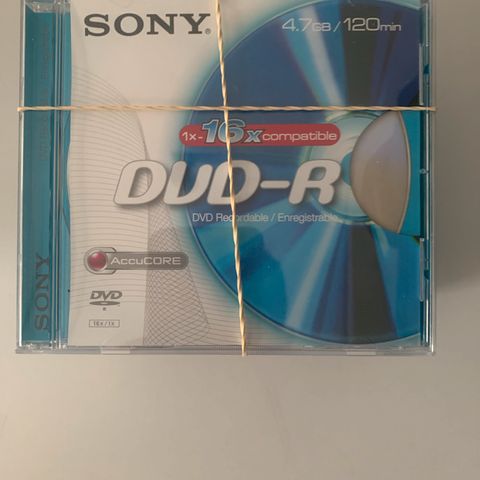 SONY®
4.7GB/120min
1x-16x compatible
DVD-R
DVD Recordable / Enregistrable
AccuCORE
DVD
R
16x/1x
SONY